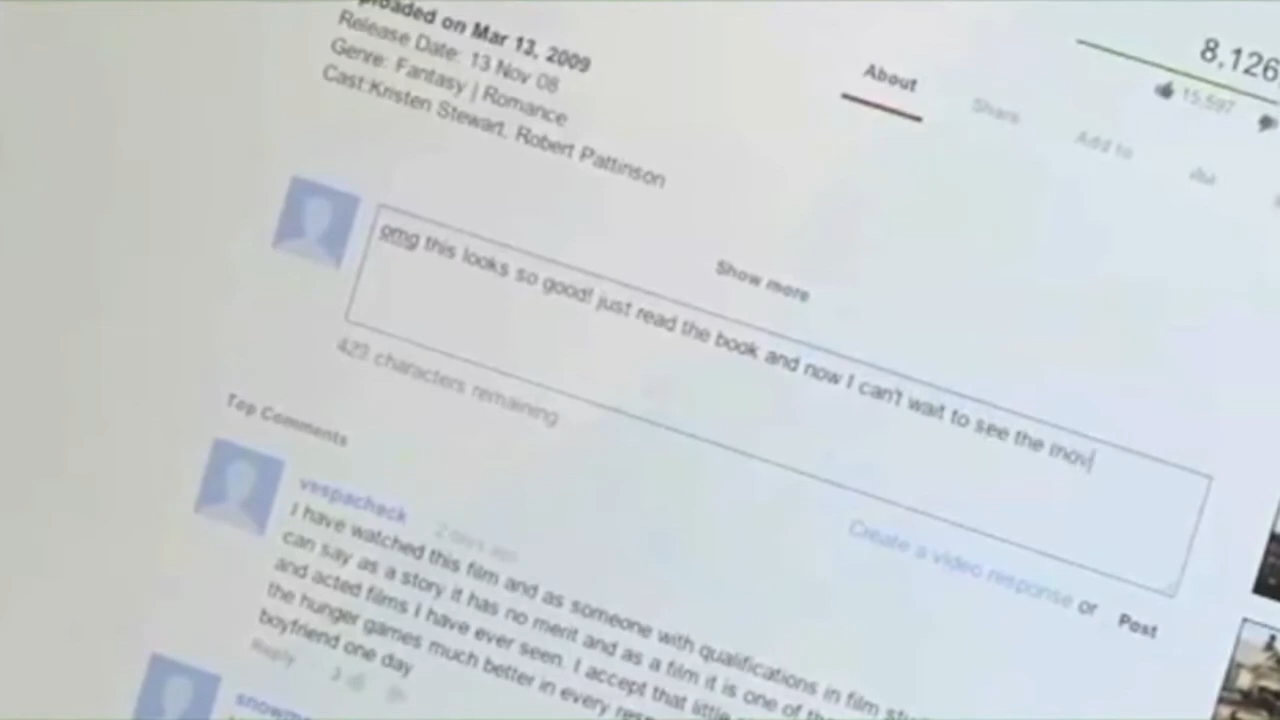 ploaded on Mar 13, 2009
Release Date: 13 Nov 08
Genre: Fantasy | Romance
Cast:Kristen Stewart, Robert Pattinson
8,126,
15,597
About
Share
Add to
omg this looks so good! just read the book and now I can't wait to see the mov
Show more
423 characters remaining
Create a video response or Post
Top Comments
vespacheck 2 days ago
I have watched this film and as someone with qualifications in film stu
can say as a story it has no merit and as a film it is one of the
and acted films I have ever seen. I accept that little
the hunger games much better in every resp
boyfriend one day
Reply 3
snowm